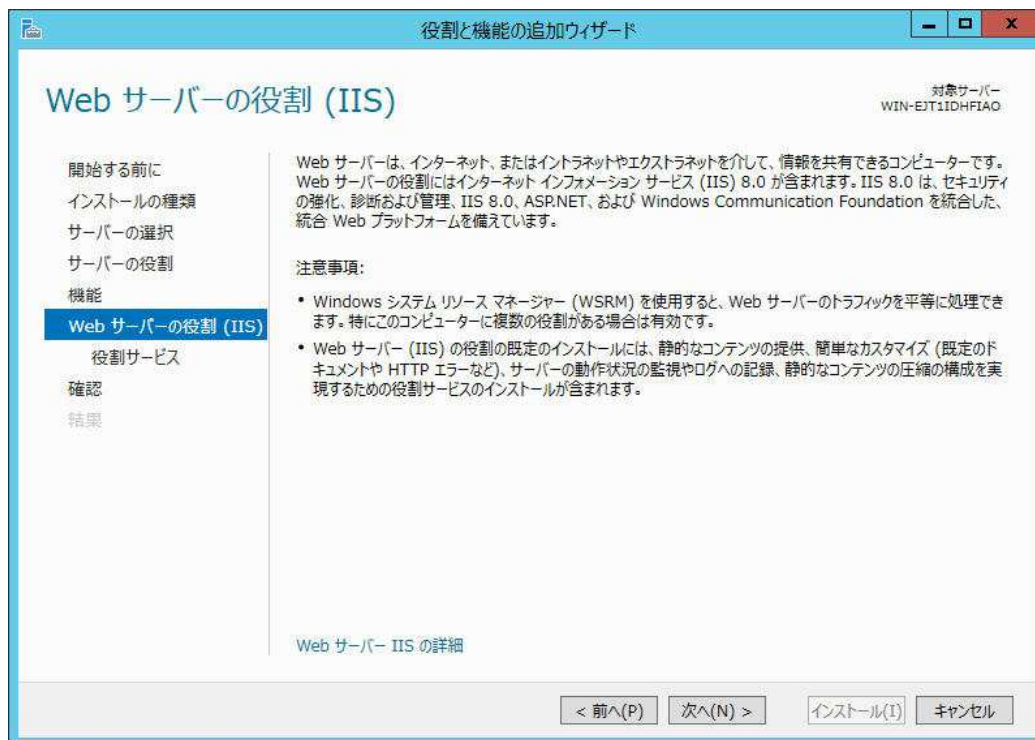 役割と機能の追加ウィザード
Web サーバーの役割 (IIS)
対象サーバー
WIN-EJT1IDHFIAO
開始する前に
インストールの種類
サーバーの選択
サーバーの役割
機能
Web サーバーの役割 (IIS)
役割サービス
確認
結果
Web サーバーは、インターネット、またはイントラネットやエクストラネットを介して、情報を共有できるコンピューターです。
Web サーバーの役割にはインターネット インフォメーション サービス (IIS) 8.0 が含まれます。IIS 8.0 は、セキュリティ
の強化、診断および管理、IIS 8.0、ASP.NET、および Windows Communication Foundation を統合した、
統合 Web プラットフォームを備えています。
注意事項:
• Windows システム リソース マネージャー (WSRM) を使用すると、Web サーバーのトラフィックを平等に処理でき
ます。特にこのコンピューターに複数の役割がある場合は有効です。
• Web サーバー (IIS) の役割の既定のインストールには、静的なコンテンツの提供、簡単なカスタマイズ (既定のド
キュメントや HTTP エラーなど)、サーバーの動作状況の監視やログへの記録、静的なコンテンツの圧縮の構成を実
現するための役割サービスのインストールが含まれます。
Web サーバー IIS の詳細
< 前へ(P)
次へ(N) >
インストール(I)
キャンセル